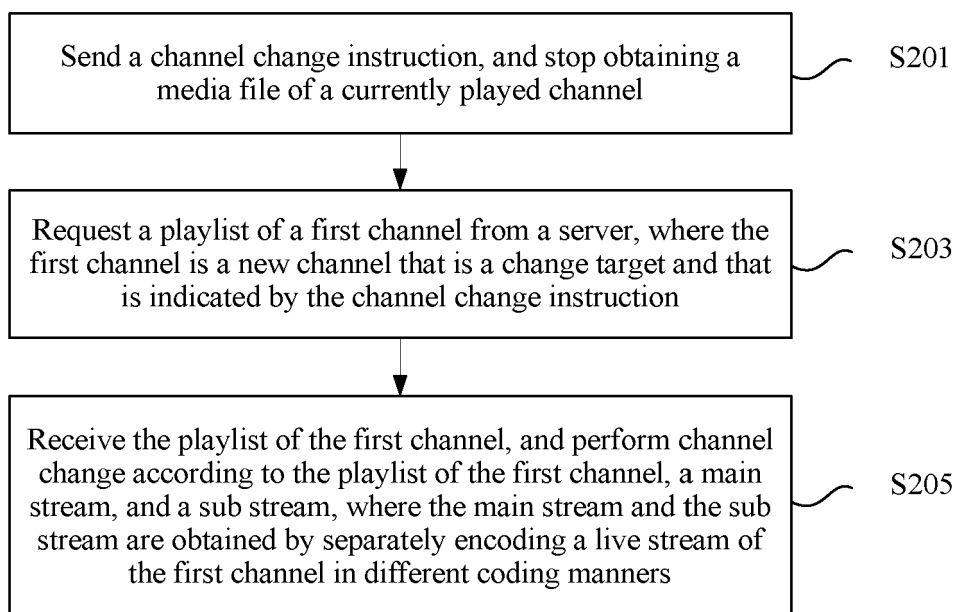 Send a channel change instruction, and stop obtaining a
media file of a currently played channel
S201
Request a playlist of a first channel from a server, where the
first channel is a new channel that is a change target and that
is indicated by the channel change instruction
S203
Receive the playlist of the first channel, and perform channel
change according to the playlist of the first channel, a main
stream, and a sub stream, where the main stream and the sub
stream are obtained by separately encoding a live stream of
the first channel in different coding manners
S205